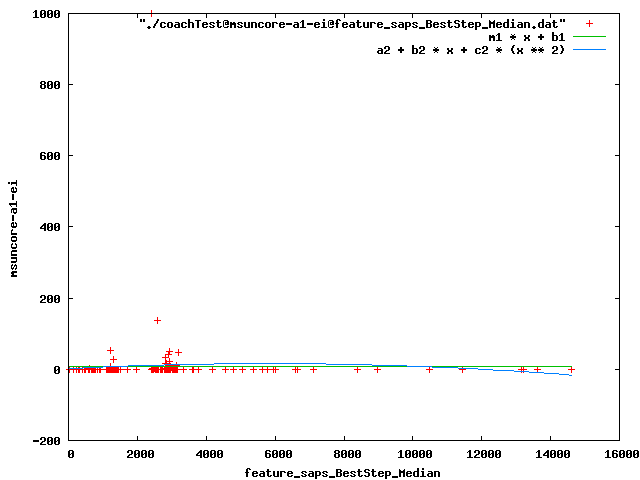 1000
800
600
400
200
0
-200
msuncore-a1-ei
"./coachTest@msuncore-a1-ei@feature_saps_BestStep_Median.dat"
m1 * x + b1
a2 + b2 * x + c2 * (x ** 2)
0 2000 4000 6000 8000 10000 12000 14000 16000
feature_saps_BestStep_Median